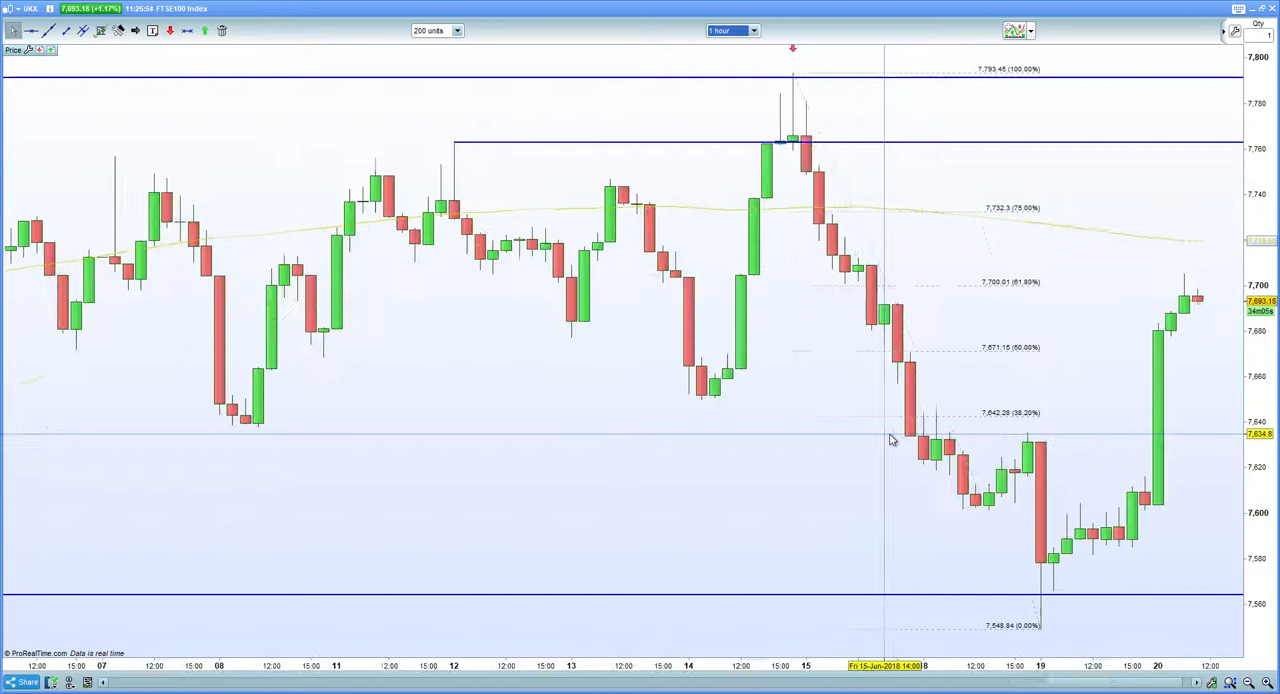 UKX 7,693.18 (+1.17%) 11:25:54 FTSE100 Index
200 units
1 hour
Qty
1
Price
7,800
7,793.45 (100.00%)
7,780
7,760
7,740
7,732.3 (75.00%)
7,720
7,700.01 (61.80%)
7,700
7,693.18
34m05s
7,680
7,671.15 (50.00%)
7,660
7,642.28 (38.20%)
7,640
7,634.6
7,620
7,600
7,580
7,560
7,548.84 (0.00%)
© ProRealTime.com Data is real time
12:00 15:00 07 12:00 15:00 08 12:00 15:00 11 12:00 15:00 12 12:00 15:00 13 12:00 15:00 14 12:00 15:00 15 12:00 Fri 15-Jun-2018 14:00 8 12:00 15:00 19 12:00 15:00 20 12:00
Share